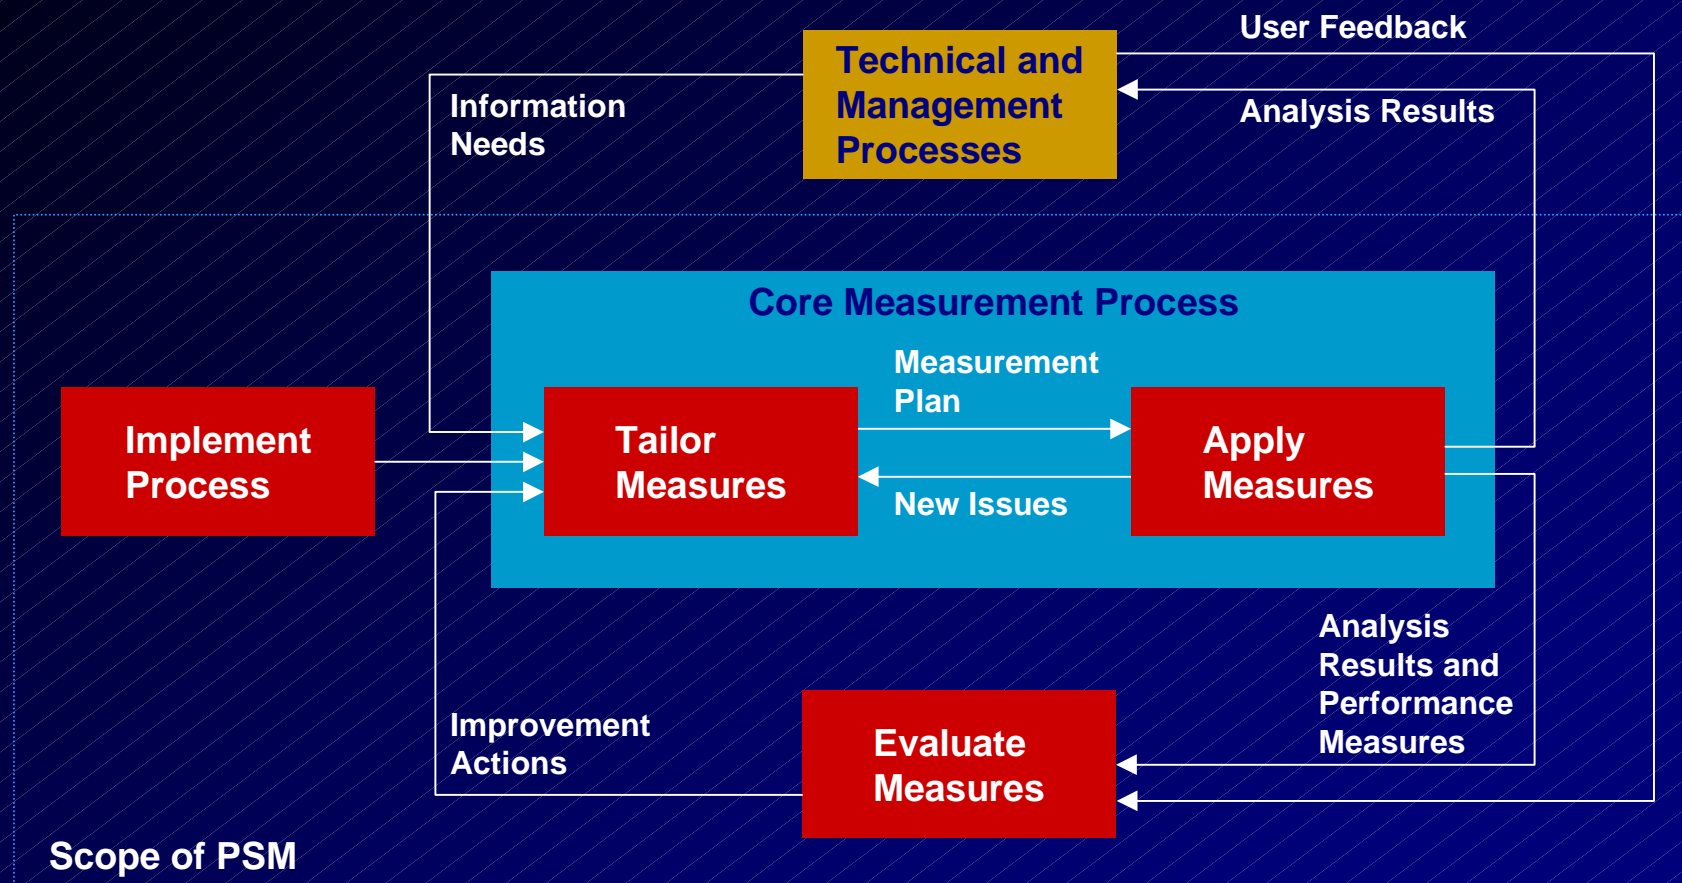 User Feedback
Technical and
Management
Processes
Information
Needs
Analysis Results
Core Measurement Process
Measurement
Plan
Implement
Process
Tailor
Measures
Apply
Measures
New Issues
Analysis
Results and
Performance
Measures
Improvement
Actions
Evaluate
Measures
Scope of PSM